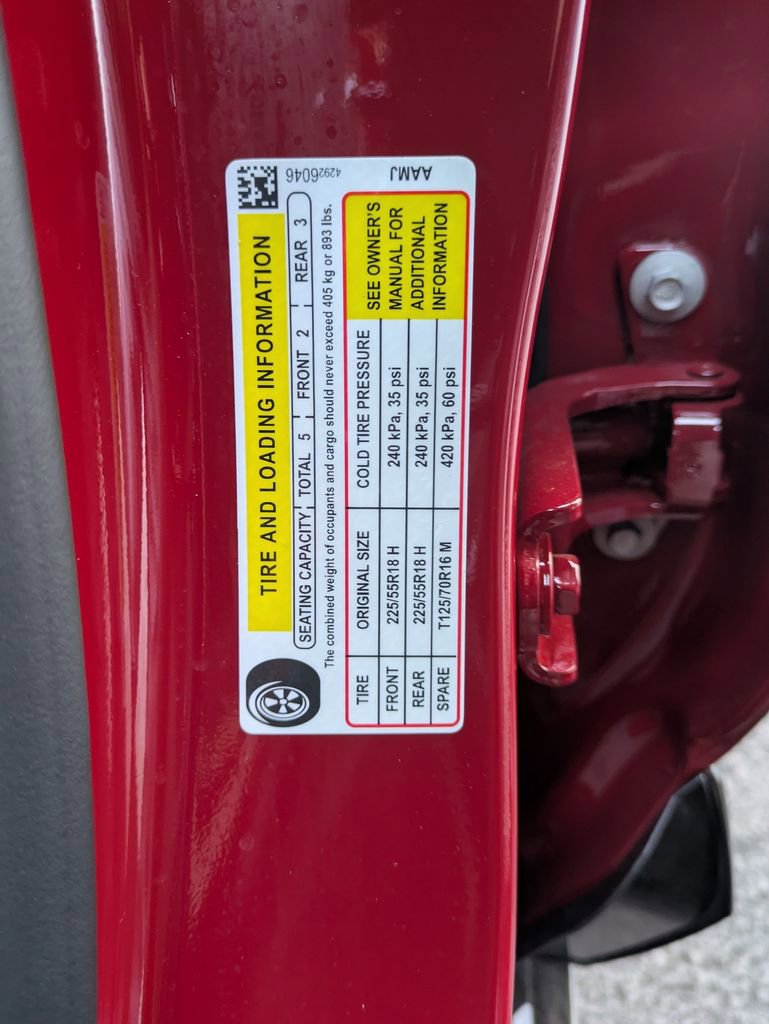 TIRE AND LOADING INFORMATION
SEATING CAPACITY TOTAL 5 FRONT 2 REAR 3
The combined weight of occupants and cargo should never exceed 405 kg or 893 lbs.
TIRE ORIGINAL SIZE COLD TIRE PRESSURE
FRONT 225/55R18 H 240 kPa, 35 psi
REAR 225/55R18 H 240 kPa, 35 psi
SPARE T125/70R16 M 420 kPa, 60 psi
SEE OWNER'S
MANUAL FOR
ADDITIONAL
INFORMATION
42926046
AAMJ